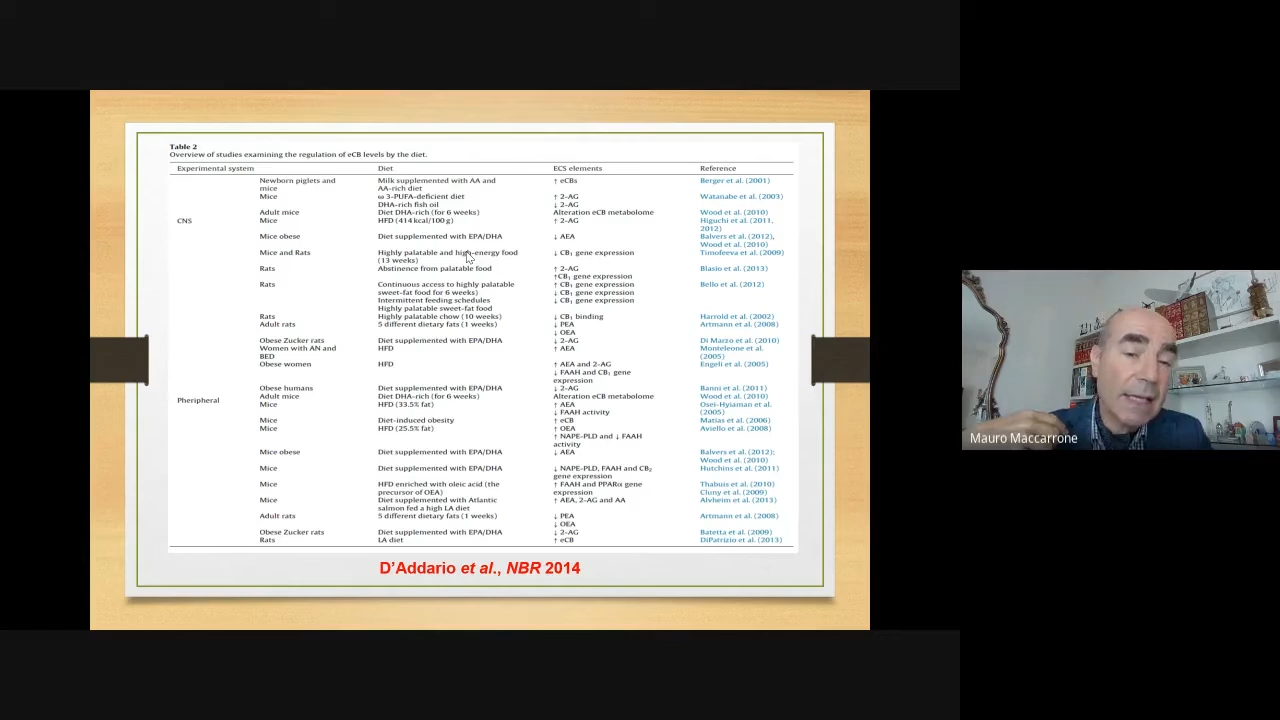 Table 2
Overview of studies examining the regulation of eCB levels by the diet.
Experimental system Diet ECS elements Reference
Newborn piglets and mice Milk supplemented with AA and AA-rich diet ↑ eCBs Berger et al. (2001)
Mice ω 3-PUFA-deficient diet ↑ 2-AG Watanabe et al. (2003)
DHA-rich fish oil ↓ 2-AG
Adult mice Diet DHA-rich (for 6 weeks) Alteration eCB metabolome Wood et al. (2010)
CNS Mice HFD (414 kcal/100 g) ↑ 2-AG Higuchi et al. (2011, 2012)
Mice obese Diet supplemented with EPA/DHA ↓ AEA Balvers et al. (2012), Wood et al. (2010)
Mice and Rats Highly palatable and high-energy food (13 weeks) ↓ CB₁ gene expression Timofeeva et al. (2009)
Rats Abstinence from palatable food ↑ 2-AG Blasio et al. (2013)
↑CB₁ gene expression
Rats Continuous access to highly palatable sweet-fat food for 6 weeks) ↑ CB₁ gene expression Bello et al. (2012)
↓ CB₁ gene expression
Intermittent feeding schedules ↓ CB₁ gene expression
Highly palatable sweet-fat food
Rats Highly palatable chow (10 weeks) ↓ CB₁ binding Harrold et al. (2002)
Adult rats 5 different dietary fats (1 weeks) ↓ PEA Artmann et al. (2008)
↓ OEA
Obese Zucker rats Diet supplemented with EPA/DHA ↓ 2-AG Di Marzo et al. (2010)
Women with AN and BED HFD ↑ AEA Monteleone et al. (2005)
Obese women HFD ↑ AEA and 2-AG Engeli et al. (2005)
↓ FAAH and CB₁ gene expression
Obese humans Diet supplemented with EPA/DHA ↓ 2-AG Banni et al. (2011)
Adult mice Diet DHA-rich (for 6 weeks) Alteration eCB metabolome Wood et al. (2010)
Pheripheral Mice HFD (33.5% fat) ↑ AEA Osei-Hyiaman et al. (2005)
↓ FAAH activity
Mice Diet-induced obesity ↑ eCB Matias et al. (2006)
Mice HFD (25.5% fat) ↑ OEA Aviello et al. (2008)
↑ NAPE-PLD and ↓ FAAH activity
Mice obese Diet supplemented with EPA/DHA ↓ AEA Balvers et al. (2012); Wood et al. (2010)
Mice Diet supplemented with EPA/DHA ↓ NAPE-PLD, FAAH and CB₂ gene expression Hutchins et al. (2011)
Mice HFD enriched with oleic acid (the precursor of OEA) ↑ FAAH and PPARα gene expression Thabuis et al. (2010) Cluny et al. (2009)
Mice Diet supplemented with Atlantic salmon fed a high LA diet ↑ AEA, 2-AG and AA Alvheim et al. (2013)
Adult rats 5 different dietary fats (1 weeks) ↓ PEA Artmann et al. (2008)
↓ OEA
Obese Zucker rats Diet supplemented with EPA/DHA ↓ 2-AG Batetta et al. (2009)
Rats LA diet ↑ eCB DiPatrizio et al. (2013)
D'Addario et al., NBR 2014
Mauro Maccarrone